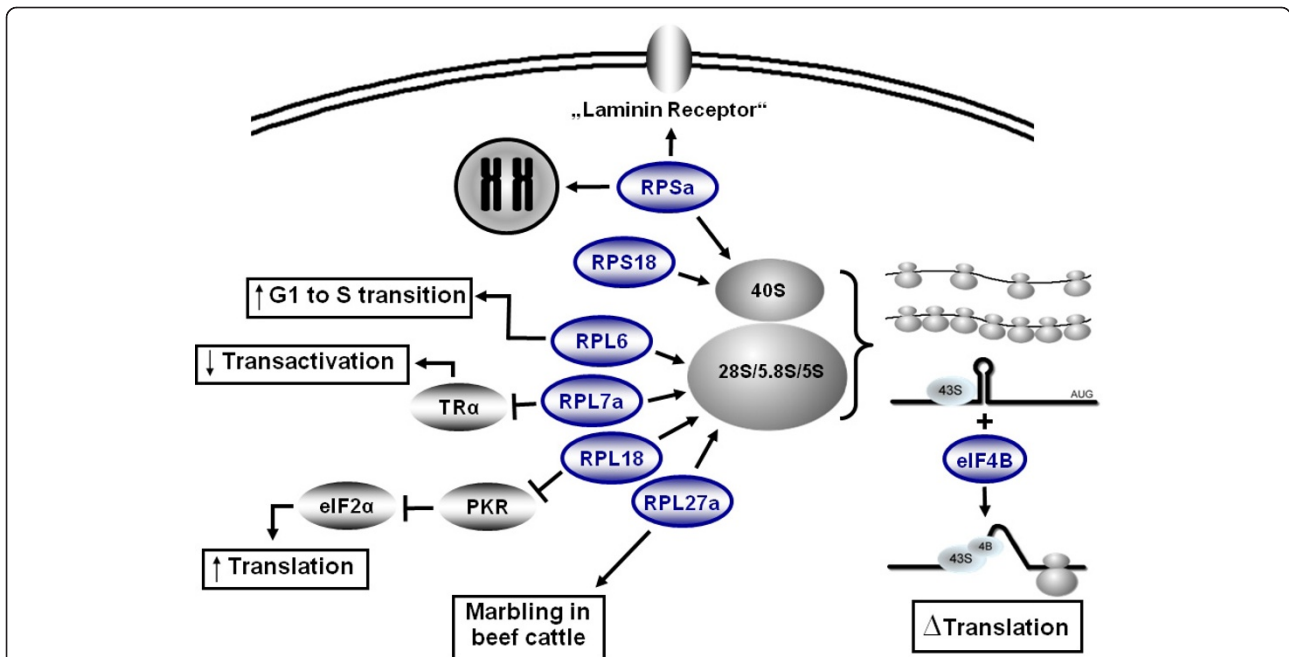 „Laminin Receptor“
RPSa
RPS18
40S
↑ G1 to S transition
RPL6
28S/5.8S/5S
↓ Transactivation
TRα
RPL7a
RPL18
eIF2α
PKR
RPL27a
↑ Translation
Marbling in
beef cattle
43S
AUG
+
eIF4B
43S
4B
ΔTranslation